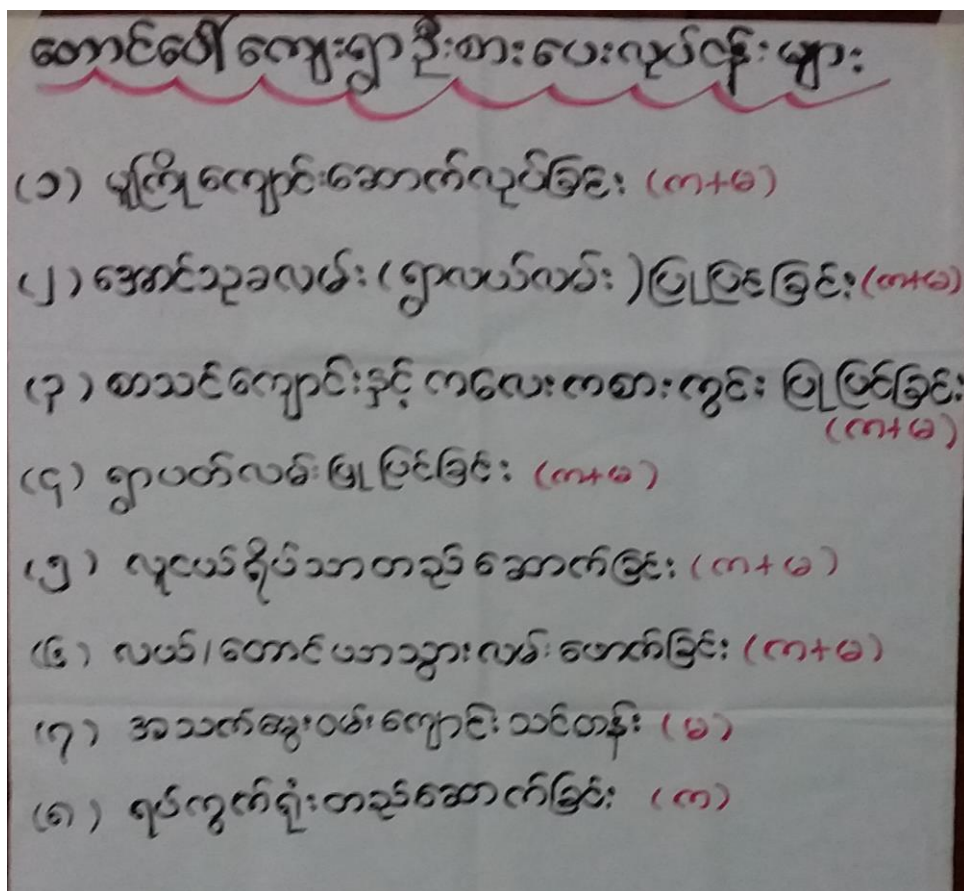 တောင်ပေါ်ကျေးရွာဦးစားပေးလုပ်ငန်းများ
(၁) မူကြိုကျောင်းဆောက်လုပ်ခြင်း (က+မ)
(၂) အောင်သုခလမ်း (ရွာလယ်လမ်း) ပြုပြင်ခြင်း (က+မ)
(၃) စာသင်ကျောင်းနှင့် ကလေးကစားကွင်း ပြုပြင်ခြင်း
(က+မ)
(၄) ရွာပတ်လမ်းပြုပြင်ခြင်း (က+မ)
(၅) လူငယ်ရိပ်သာတည်ဆောက်ခြင်း (က+မ)
(၆) လယ်/တောင်ယာသွားလမ်းဖောက်ခြင်း (က+မ)
(၇) အသက်မွေးဝမ်းကျောင်းသင်တန်း (မ)
(၈) ရပ်ကွက်ရုံးတည်ဆောက်ခြင်း (က)